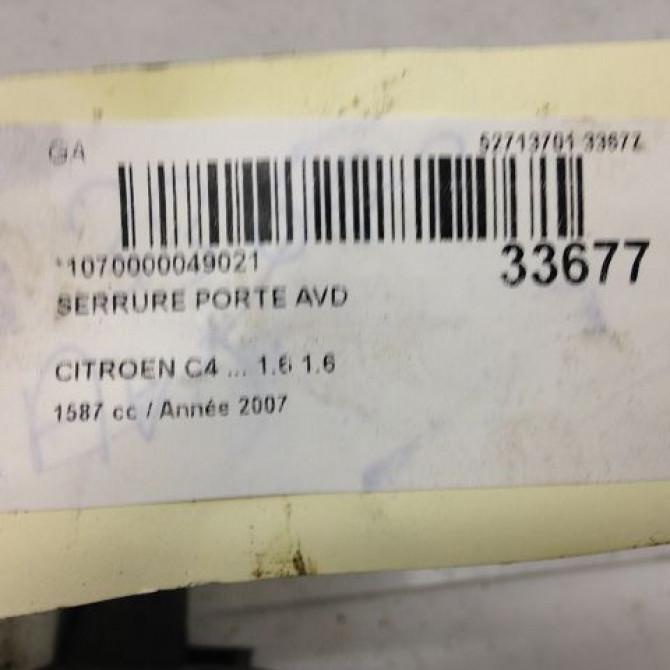 GA
52713701 33677
*1070000049021
33677
SERRURE PORTE AVD
CITROEN C4 ... 1.6 1.6
1587 cc / Année 2007